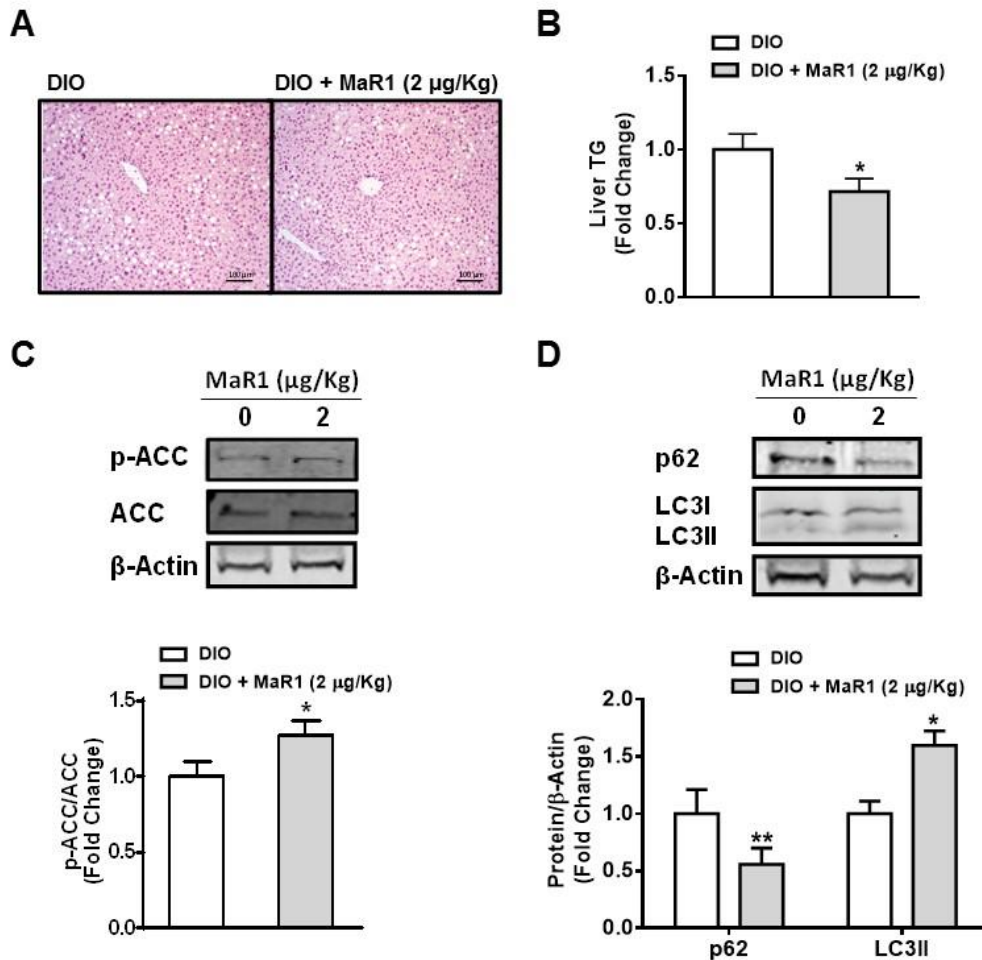 A
DIO
DIO + MaR1 (2 µg/Kg)
100 µm
100 µm
B
DIO
DIO + MaR1 (2 µg/Kg)
Liver TG
(Fold Change)
1.5
1.0
0.5
0.0
*
C
MaR1 (µg/Kg)
0 2
p-ACC
ACC
β-Actin
DIO
DIO + MaR1 (2 µg/Kg)
p-ACC/ACC
(Fold Change)
1.5
1.0
0.5
0.0
*
D
MaR1 (µg/Kg)
0 2
p62
LC3I
LC3II
β-Actin
DIO
DIO + MaR1 (2 µg/Kg)
Protein/β-Actin
(Fold Change)
2.0
1.5
1.0
0.5
0.0
**
*
p62 LC3II